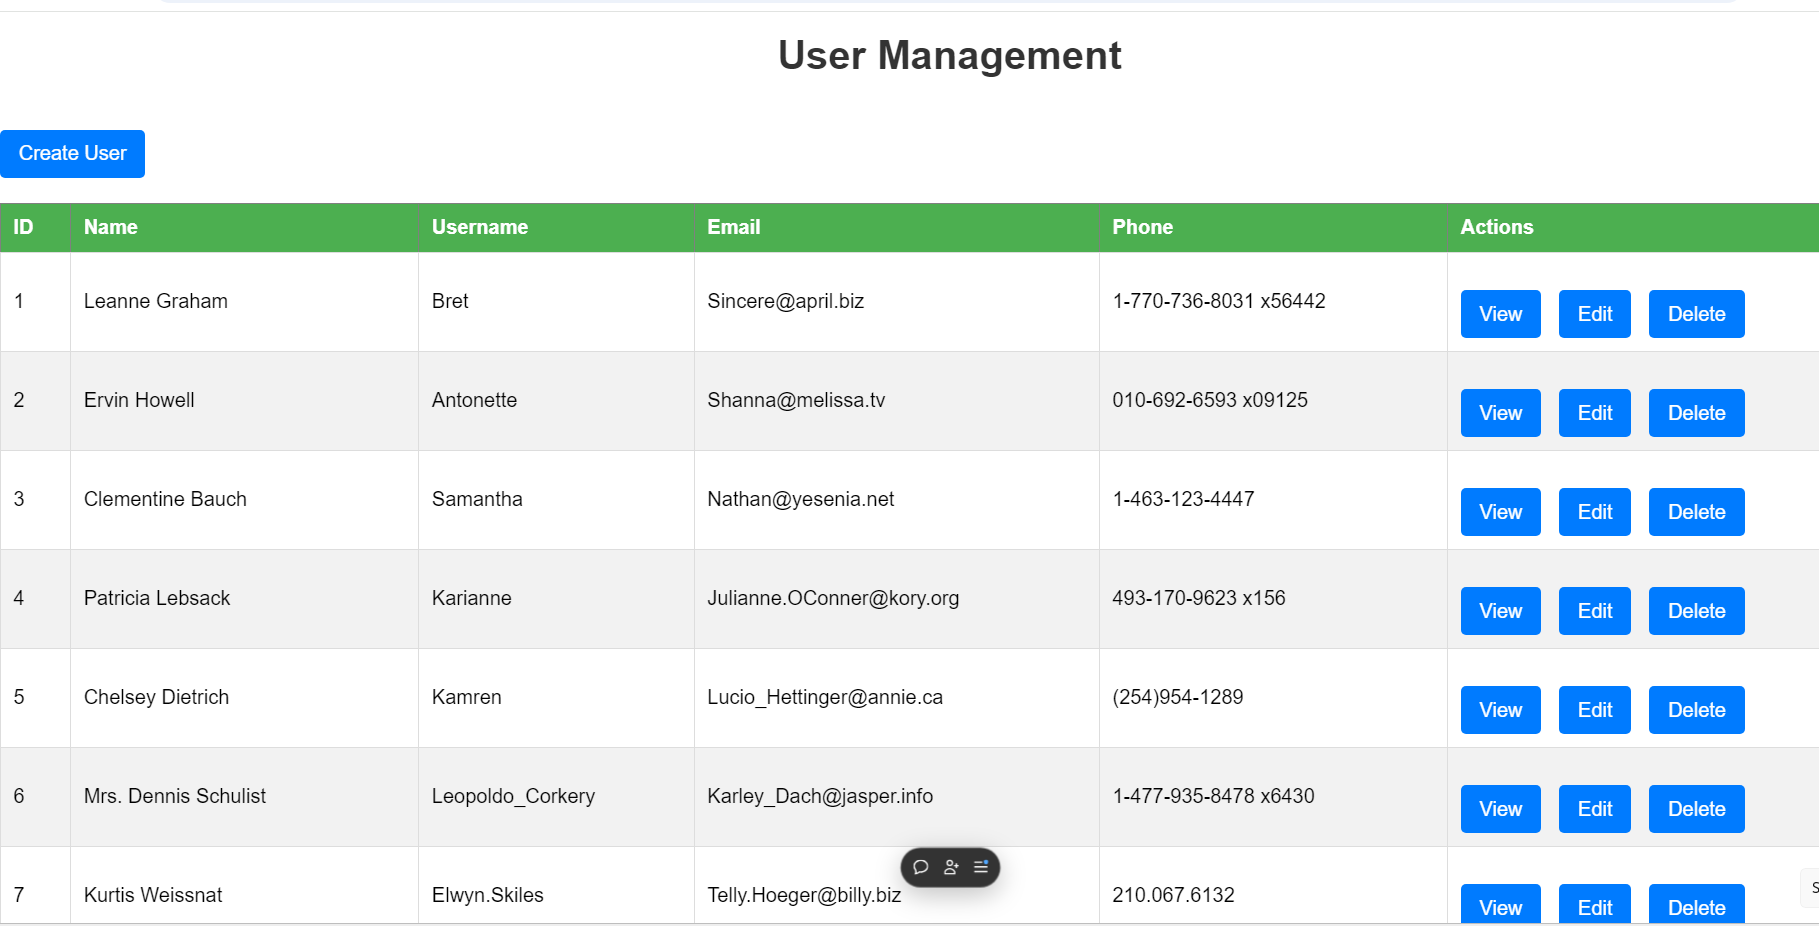 User Management
Create User
ID Name Username Email Phone Actions
1 Leanne Graham Bret Sincere@april.biz 1-770-736-8031 x56442 View Edit Delete
2 Ervin Howell Antonette Shanna@melissa.tv 010-692-6593 x09125 View Edit Delete
3 Clementine Bauch Samantha Nathan@yesenia.net 1-463-123-4447 View Edit Delete
4 Patricia Lebsack Karianne Julianne.OConner@kory.org 493-170-9623 x156 View Edit Delete
5 Chelsey Dietrich Kamren Lucio_Hettinger@annie.ca (254)954-1289 View Edit Delete
6 Mrs. Dennis Schulist Leopoldo_Corkery Karley_Dach@jasper.info 1-477-935-8478 x6430 View Edit Delete
7 Kurtis Weissnat Elwyn.Skiles Telly.Hoeger@billy.biz 210.067.6132 View Edit Delete